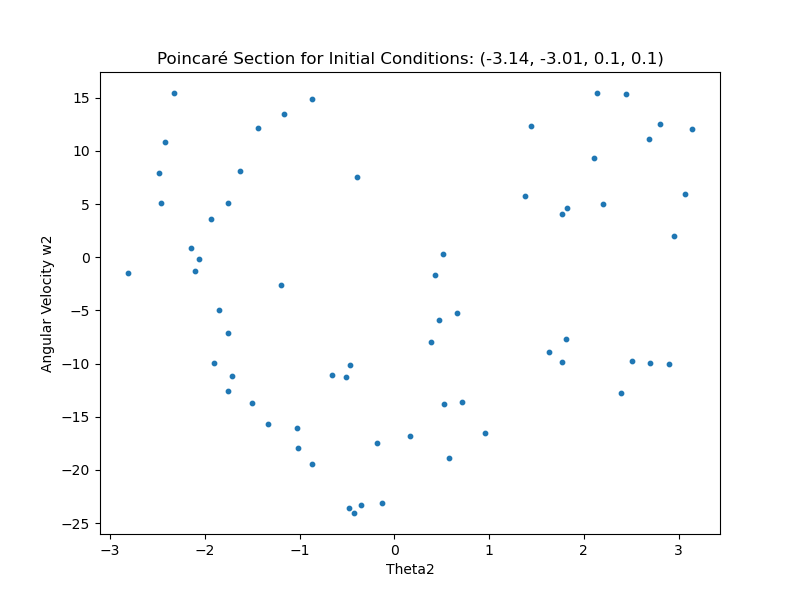 Poincaré Section for Initial Conditions: (-3.14, -3.01, 0.1, 0.1)
15
10
5
0
−5
−10
−15
−20
−25
Angular Velocity w2
−3 −2 −1 0 1 2 3
Theta2